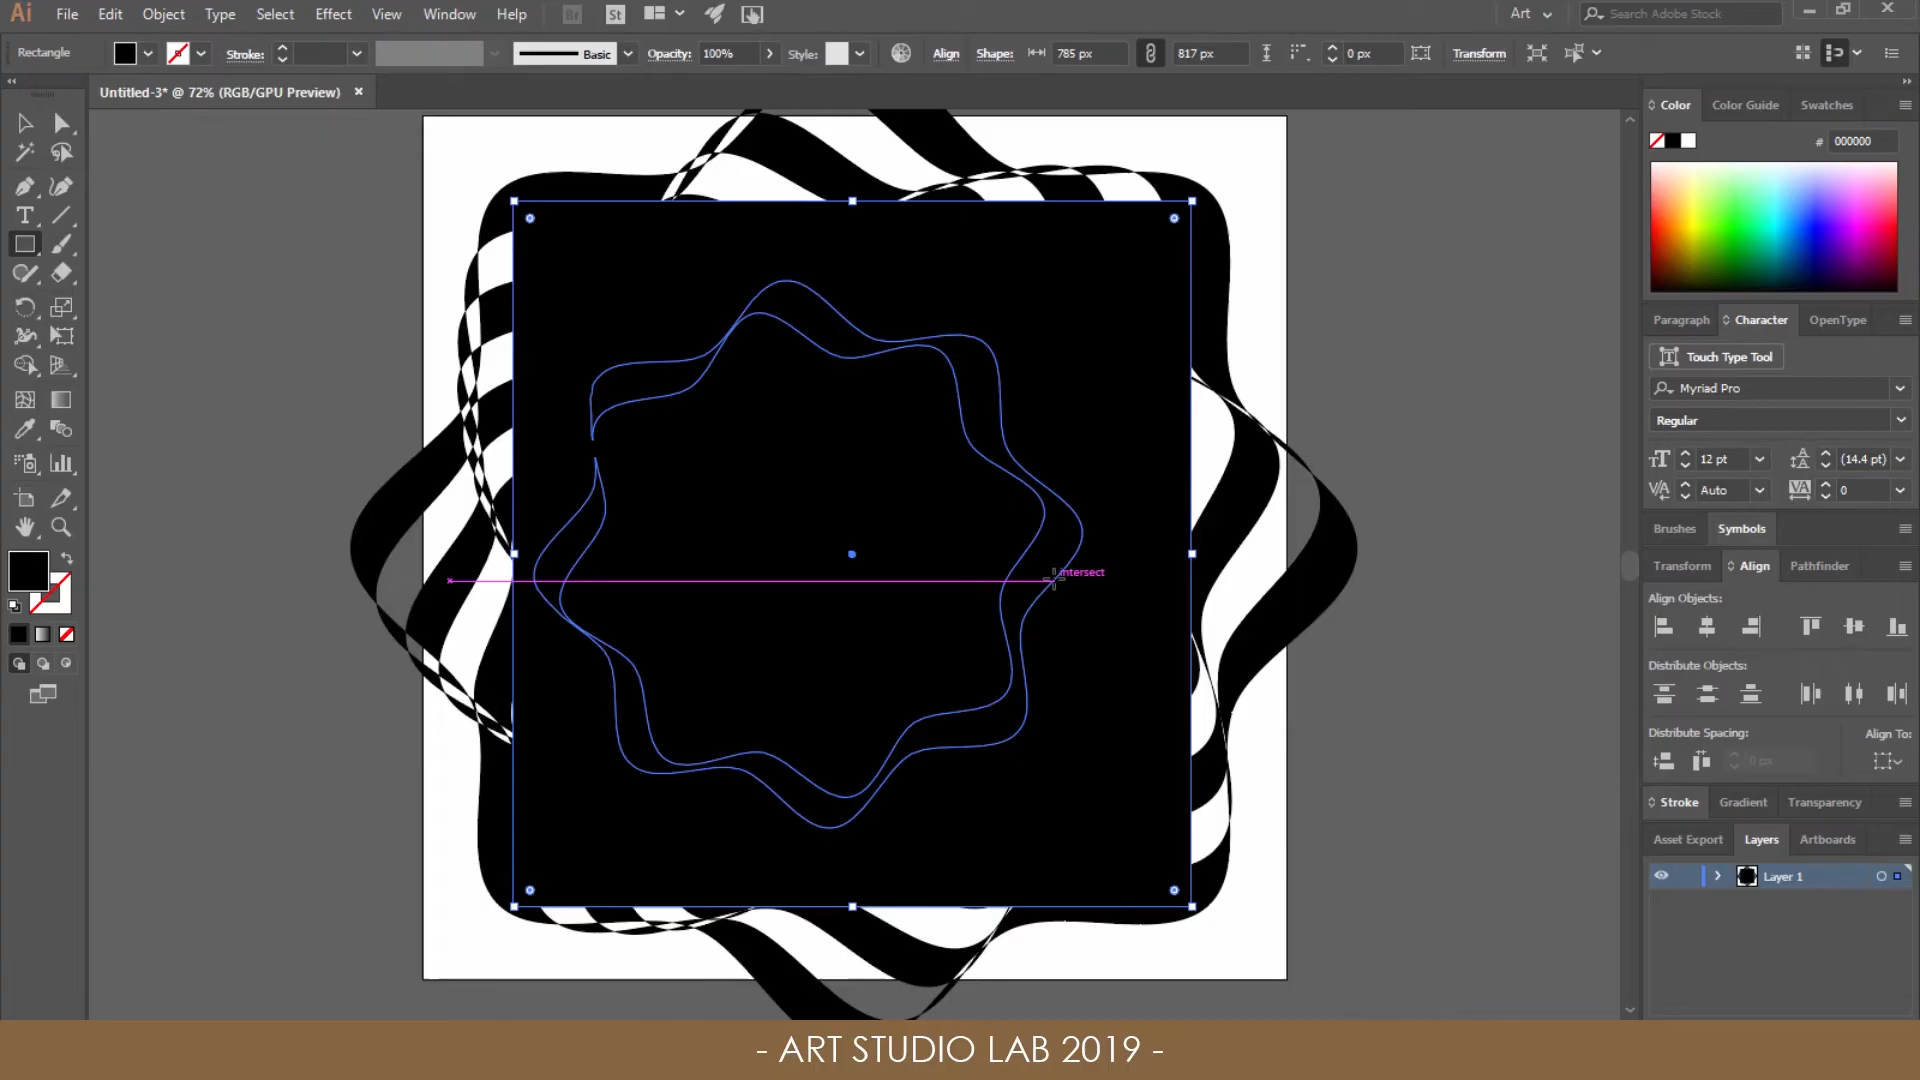 Ai File Edit Object Type Select Effect View Window Help Br St Art Search Adobe Stock
Rectangle Stroke: Basic Opacity: 100% Style: Align Shape: 785 px 817 px 0 px Transform
Untitled-3* @ 72% (RGB/GPU Preview)
Color Color Guide Swatches
# 000000
Paragraph Character OpenType
Touch Type Tool
Myriad Pro
Regular
12 pt (14.4 pt)
Auto 0
Brushes Symbols
Transform Align Pathfinder
intersect
Align Objects:
Distribute Objects:
Distribute Spacing: Align To:
0 px
Stroke Gradient Transparency
Asset Export Layers Artboards
Layer 1
- ART STUDIO LAB 2019 -